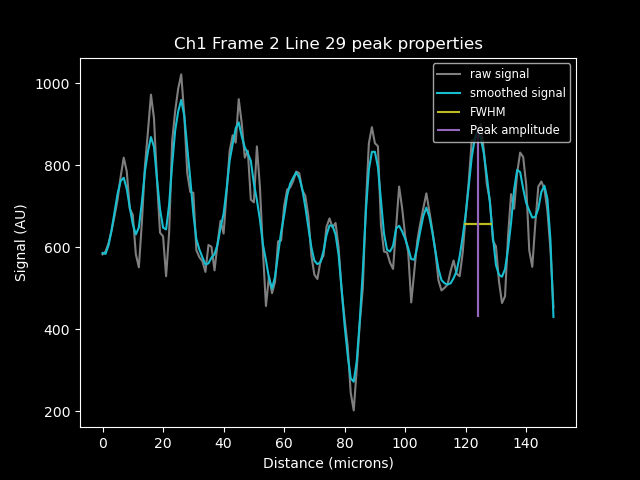 Ch1 Frame 2 Line 29 peak properties
raw signal
smoothed signal
FWHM
Peak amplitude
1000
800
600
400
200
Signal (AU)
0 20 40 60 80 100 120 140
Distance (microns)